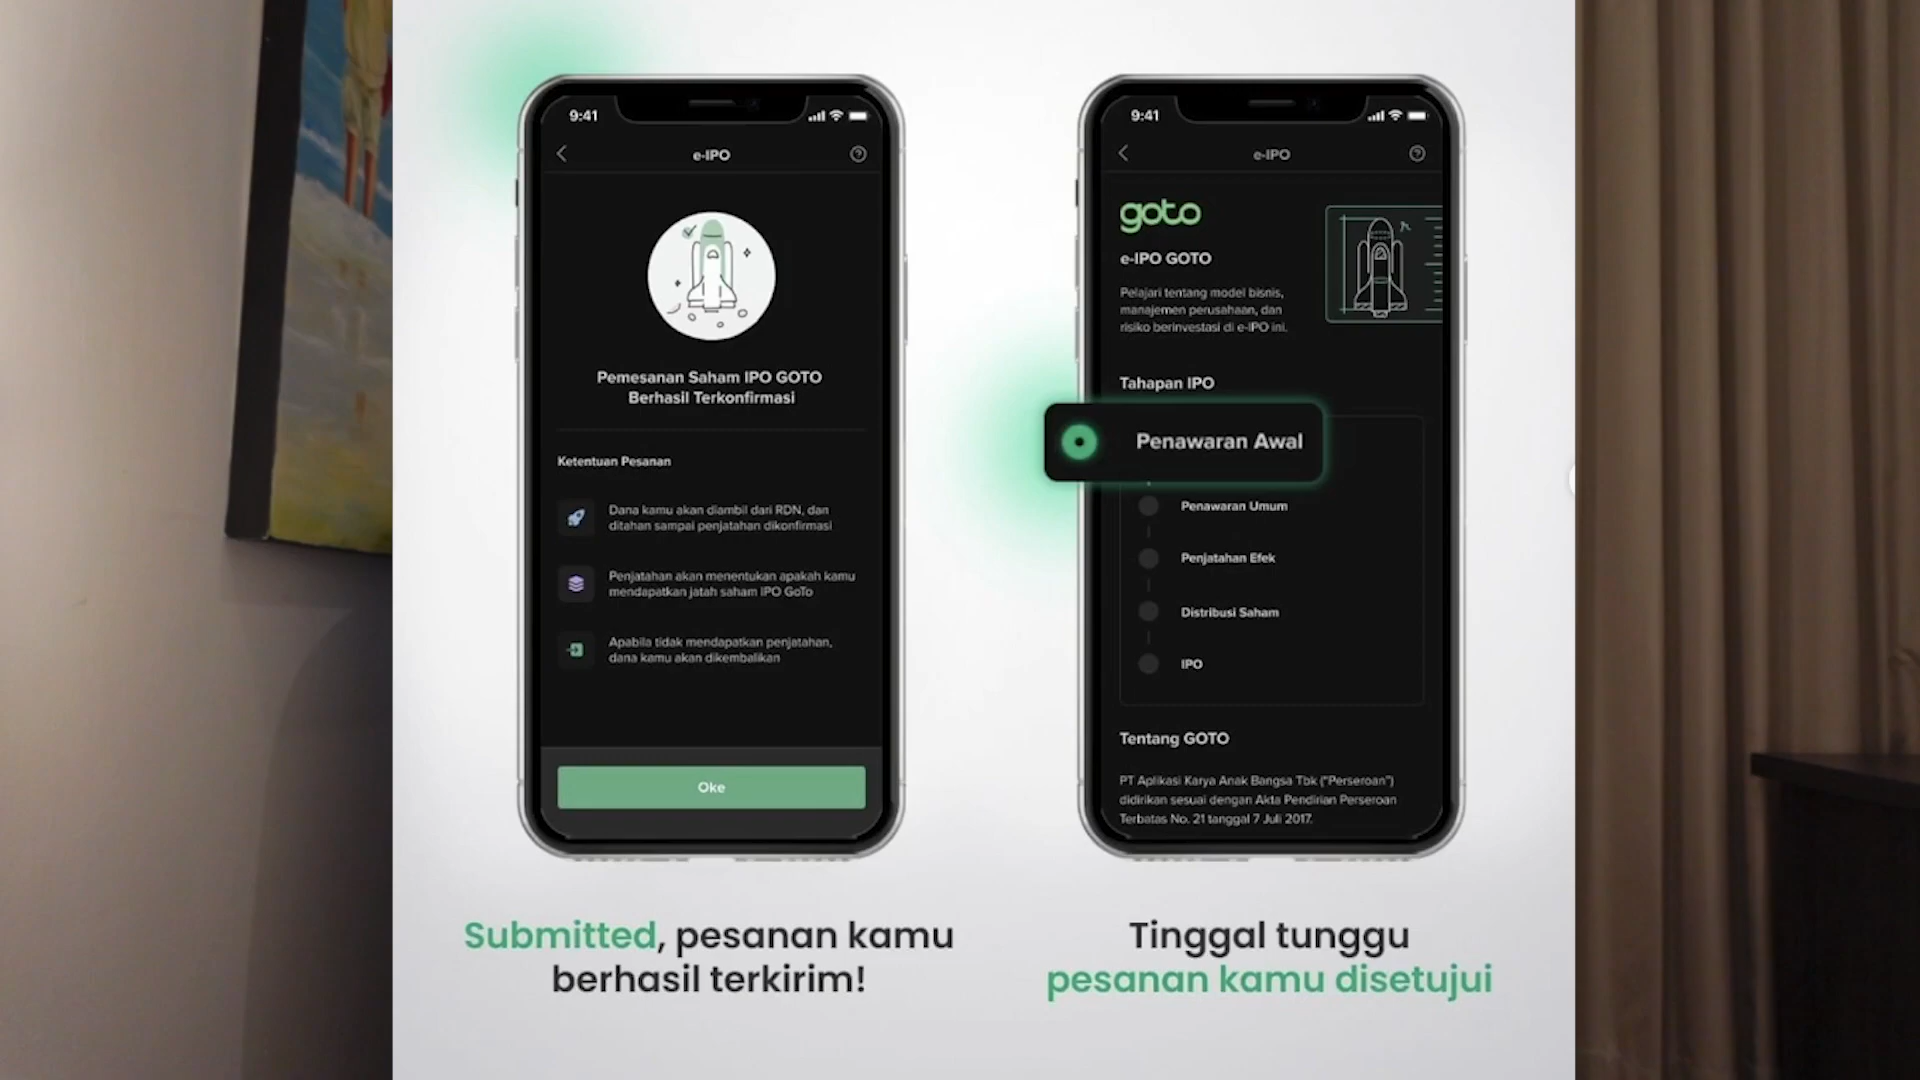 9:41
e-IPO
Pemesanan Saham IPO GOTO
Berhasil Terkonfirmasi
Ketentuan Pesanan
Dana kamu akan diambil dari RDN, dan
ditahan sampai penjatahan dikonfirmasi
Penjatahan akan menentukan apakah kamu
mendapatkan jatah saham IPO GoTo
Apabila tidak mendapatkan penjatahan,
dana kamu akan dikembalikan
Oke
Submitted, pesanan kamu
berhasil terkirim!
9:41
e-IPO
goto
e-IPO GOTO
Pelajari tentang model bisnis,
manajemen perusahaan, dan
risiko berinvestasi di e-IPO ini.
Tahapan IPO
Penawaran Awal
Penawaran Umum
Penjatahan Efek
Distribusi Saham
IPO
Tentang GOTO
PT Aplikasi Karya Anak Bangsa Tbk ("Perseroan")
didirikan sesuai dengan Akta Pendirian Perseroan
Terbatas No. 21 tanggal 7 Juli 2017.
Tinggal tunggu
pesanan kamu disetujui